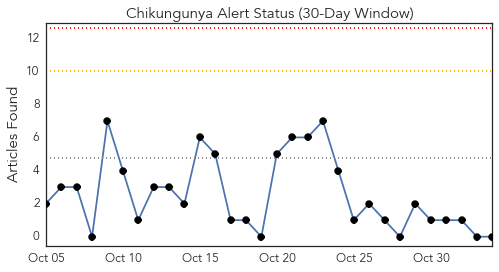 Chikungunya Alert Status (30-Day Window)
Articles Found
12
10
8
6
4
2
0
Oct 05
Oct 10
Oct 15
Oct 20
Oct 25
Oct 30